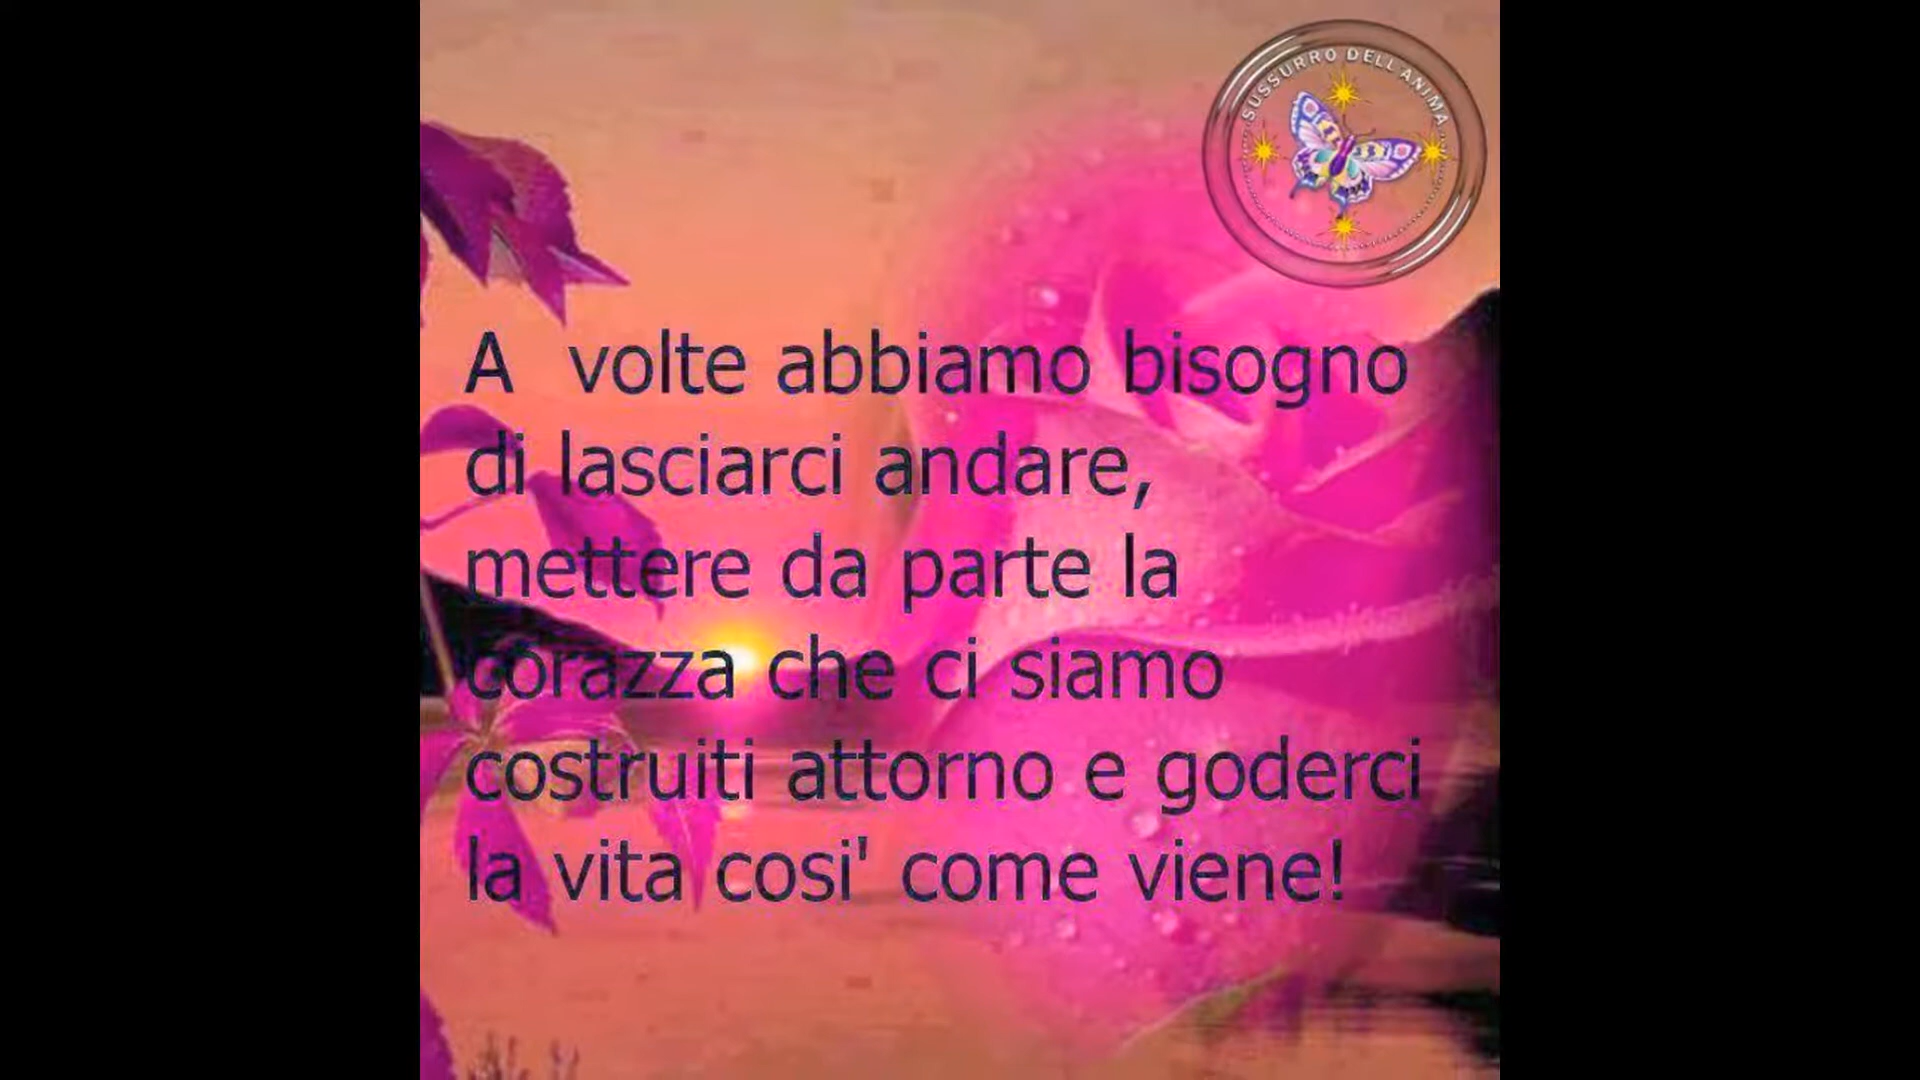 SUSSURRO DELL'ANIMA
A volte abbiamo bisogno
di lasciarci andare,
mettere da parte la
corazza che ci siamo
costruiti attorno e goderci
la vita cosi' come viene!